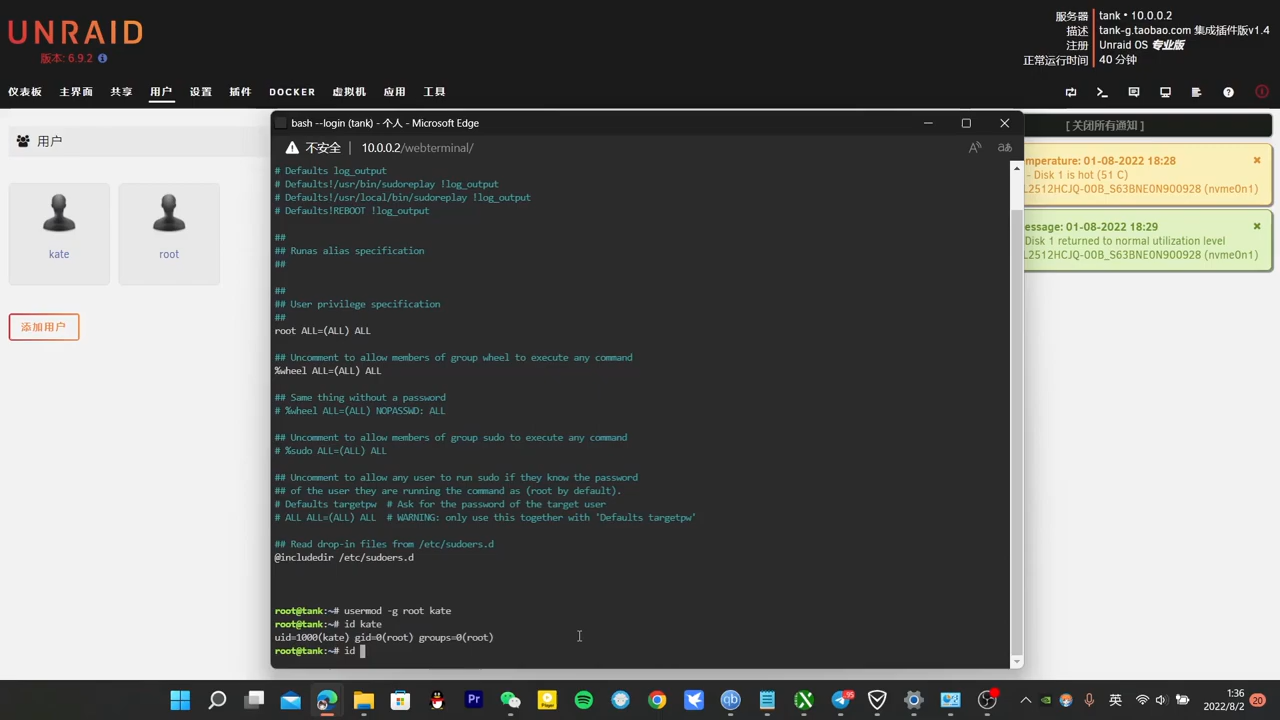 UNRAID
版本: 6.9.2
服务器 tank • 10.0.0.2
描述 tank-g.taobao.com 集成插件版v1.4
注册 Unraid OS 专业版
正常运行时间 40 分钟
仪表板 主界面 共享 用户 设置 插件 DOCKER 虚拟机 应用 工具
用户
kate
root
添加用户
bash --login (tank) - 个人 - Microsoft Edge
不安全 10.0.0.2/webterminal/
# Defaults log_output
# Defaults!/usr/bin/sudoreplay !log_output
# Defaults!/usr/local/bin/sudoreplay !log_output
# Defaults!REBOOT !log_output
##
## Runas alias specification
##
##
## User privilege specification
##
root ALL=(ALL) ALL
## Uncomment to allow members of group wheel to execute any command
%wheel ALL=(ALL) ALL
## Same thing without a password
# %wheel ALL=(ALL) NOPASSWD: ALL
## Uncomment to allow members of group sudo to execute any command
# %sudo ALL=(ALL) ALL
## Uncomment to allow any user to run sudo if they know the password
## of the user they are running the command as (root by default).
# Defaults targetpw # Ask for the password of the target user
# ALL ALL=(ALL) ALL # WARNING: only use this together with 'Defaults targetpw'
## Read drop-in files from /etc/sudoers.d
@includedir /etc/sudoers.d
root@tank:~# usermod -g root kate
root@tank:~# id kate
uid=1000(kate) gid=0(root) groups=0(root)
root@tank:~# id
[ 关闭所有通知 ]
mperature: 01-08-2022 18:28
- Disk 1 is hot (51 C)
L2512HCJQ-00B_S63BNE0N900928 (nvme0n1)
essage: 01-08-2022 18:29
Disk 1 returned to normal utilization level
L2512HCJQ-00B_S63BNE0N900928 (nvme0n1)
Pr
Player
qb
95
英
1:36
2022/8/2
20